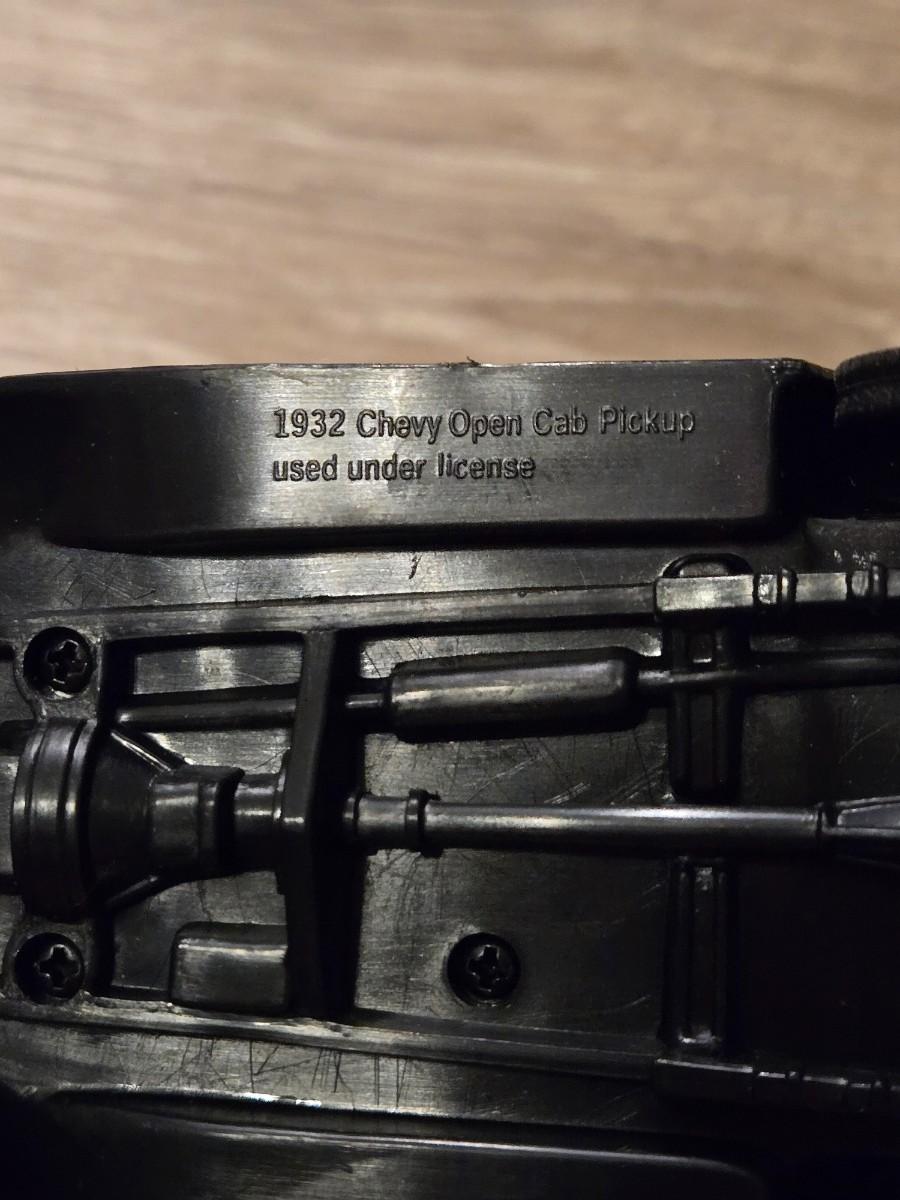 1932 Chevy Open Cab Pickup
used under license